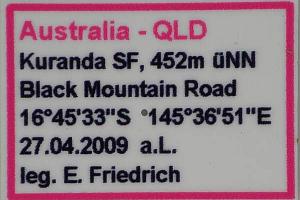 Australia - QLD
Kuranda SF, 452m üNN
Black Mountain Road
16°45'33"S 145°36'51"E
27.04.2009 a.L.
leg. E. Friedrich